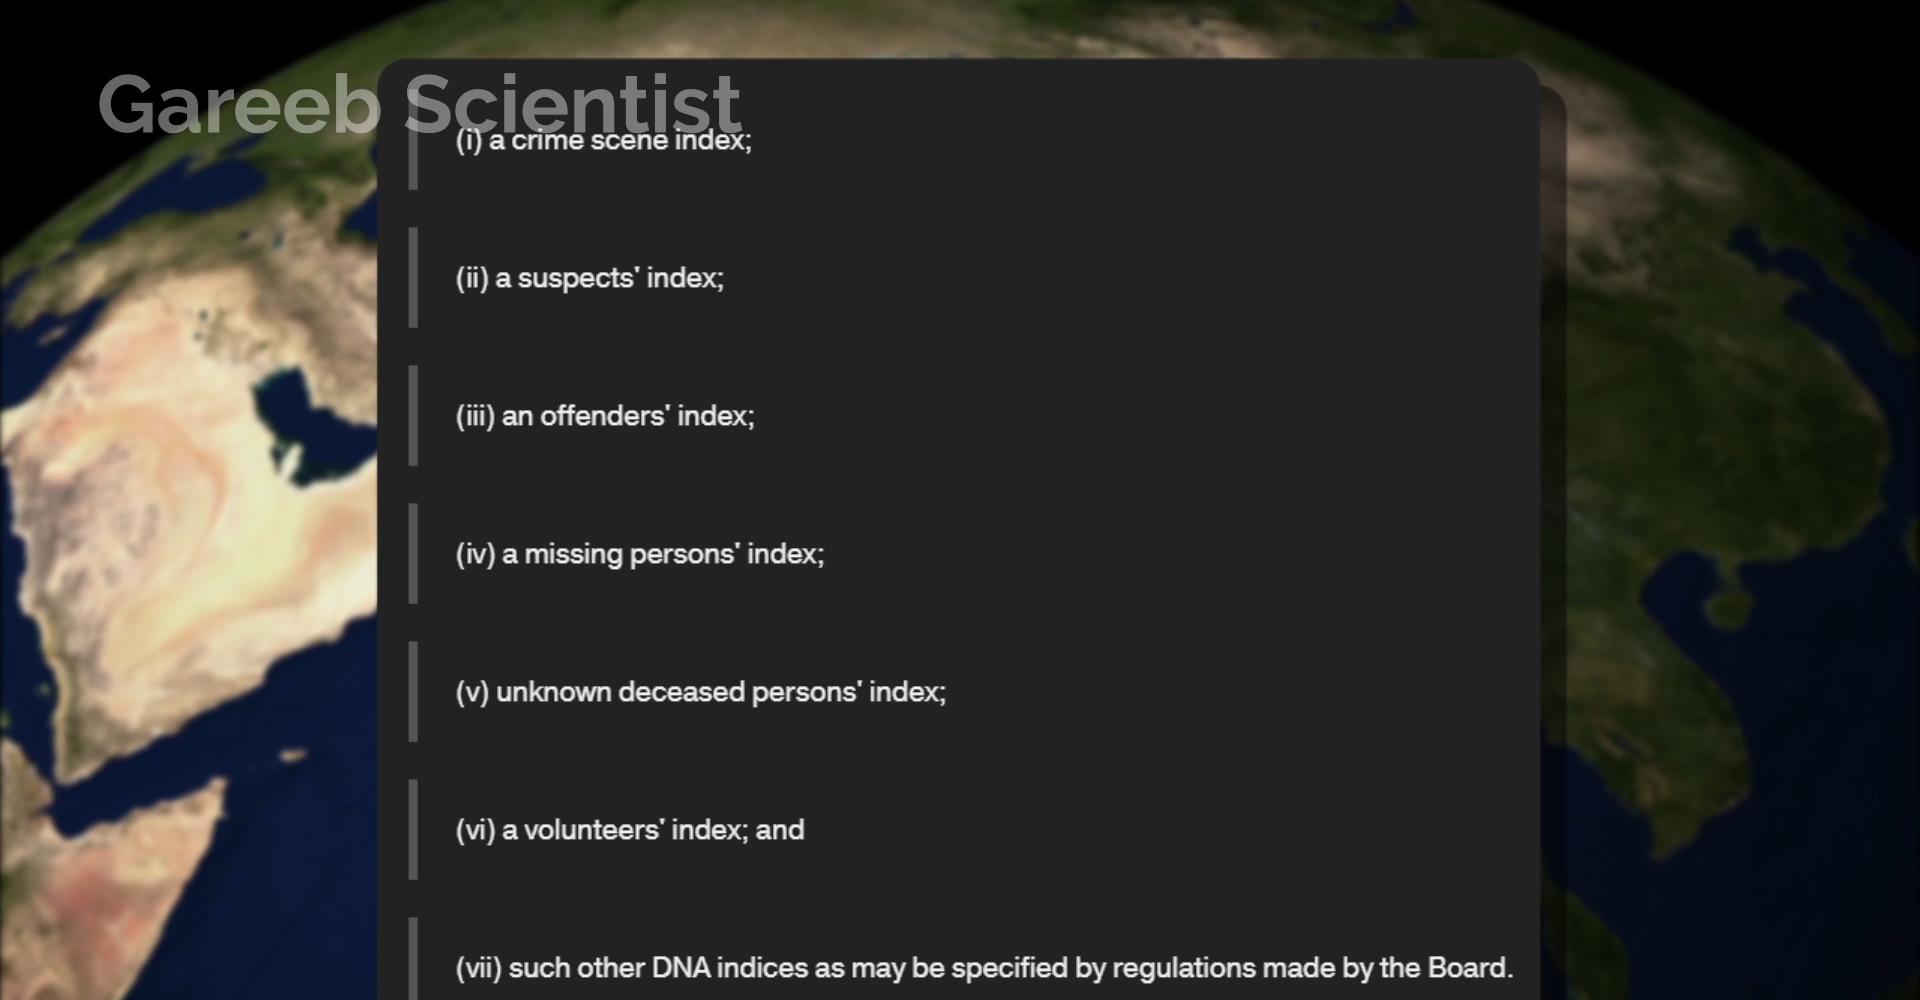 Gareeb Scientist
(i) a crime scene index;
(ii) a suspects' index;
(iii) an offenders' index;
(iv) a missing persons' index;
(v) unknown deceased persons' index;
(vi) a volunteers' index; and
(vii) such other DNA indices as may be specified by regulations made by the Board.